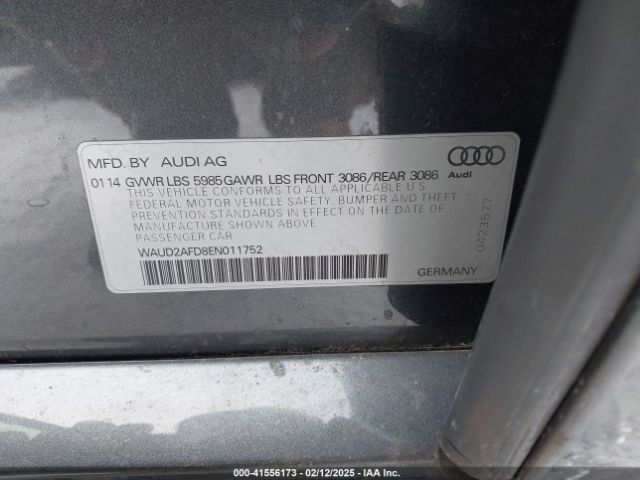 MFD. BY AUDI AG
01 14 GVWR LBS 5985 GAWR LBS FRONT 3086/REAR 3086
THIS VEHICLE CONFORMS TO ALL APPLICABLE U S
FEDERAL MOTOR VEHICLE SAFETY, BUMPER AND THEFT
PREVENTION STANDARDS IN EFFECT ON THE DATE OF
MANUFACTURE SHOWN ABOVE
PASSENGER CAR
WAUD2AFD8EN011752
Audi
0423577
GERMANY
000-41556173 - 02/12/2025 - IAA Inc.